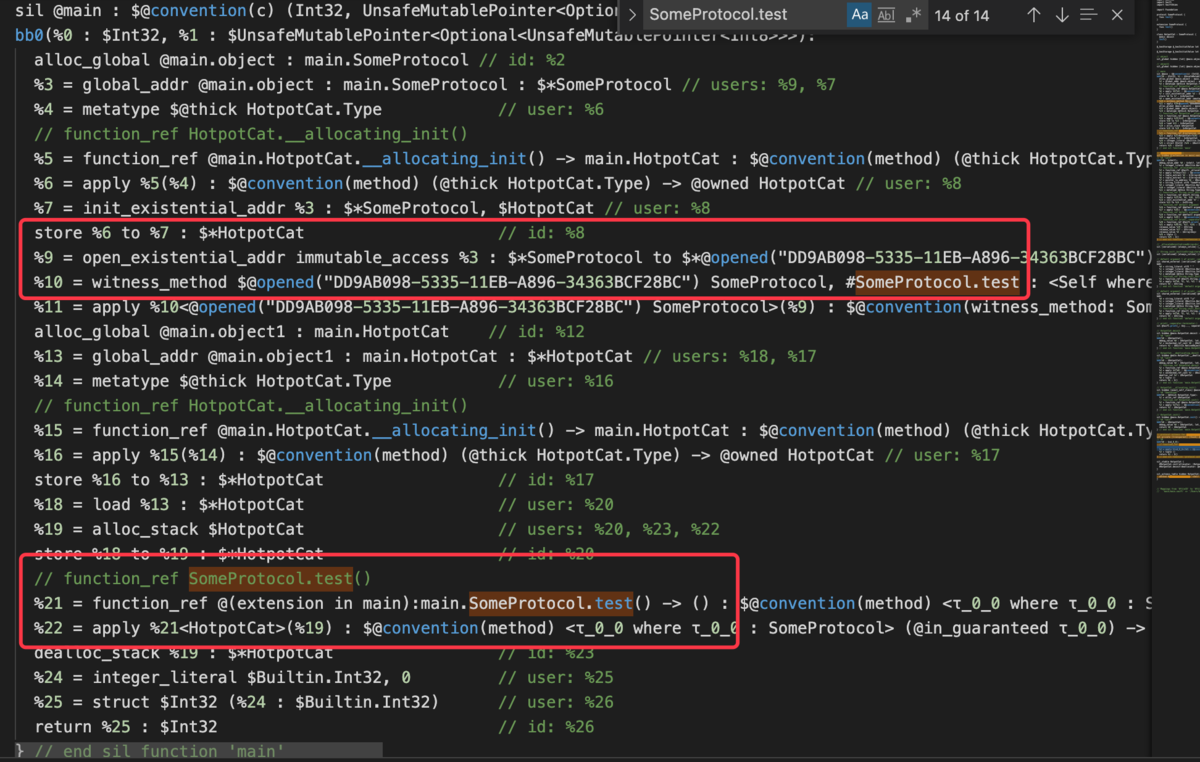 sil @main : $@convention(c) (Int32, UnsafeMutablePointer<Option
SomeProtocol.test Aa Abl .* 14 of 14
bb0(%0 : $Int32, %1 : $UnsafeMutablePointer<Optional<UnsafeMutablePointer<Int8>>>):
alloc_global @main.object : main.SomeProtocol // id: %2
%3 = global_addr @main.object : main.SomeProtocol : $*SomeProtocol // users: %9, %7
%4 = metatype $@thick HotpotCat.Type // user: %6
// function_ref HotpotCat.__allocating_init()
%5 = function_ref @main.HotpotCat.__allocating_init() -> main.HotpotCat : $@convention(method) (@thick HotpotCat.Typ
%6 = apply %5(%4) : $@convention(method) (@thick HotpotCat.Type) -> @owned HotpotCat // user: %8
%7 = init_existential_addr %3 : $*SomeProtocol, $HotpotCat // user: %8
store %6 to %7 : $*HotpotCat // id: %8
%9 = open_existential_addr immutable_access %3 : $*SomeProtocol to $*@opened("DD9AB098-5335-11EB-A896-34363BCF28BC")
%10 = witness_method $@opened("DD9AB098-5335-11EB-A896-34363BCF28BC") SomeProtocol, #SomeProtocol.test : <Self where
%11 = apply %10<@opened("DD9AB098-5335-11EB-A896-34363BCF28BC") SomeProtocol>(%9) : $@convention(witness_method: Som
alloc_global @main.object1 : main.HotpotCat // id: %12
%13 = global_addr @main.object1 : main.HotpotCat : $*HotpotCat // users: %18, %17
%14 = metatype $@thick HotpotCat.Type // user: %16
// function_ref HotpotCat.__allocating_init()
%15 = function_ref @main.HotpotCat.__allocating_init() -> main.HotpotCat : $@convention(method) (@thick HotpotCat.Ty
%16 = apply %15(%14) : $@convention(method) (@thick HotpotCat.Type) -> @owned HotpotCat // user: %17
store %16 to %13 : $*HotpotCat // id: %17
%18 = load %13 : $*HotpotCat // user: %20
%19 = alloc_stack $HotpotCat // users: %20, %23, %22
store %18 to %19 : $*HotpotCat // id: %20
// function_ref SomeProtocol.test()
%21 = function_ref @(extension in main):main.SomeProtocol.test() -> () : $@convention(method) <τ_0_0 where τ_0_0 : S
%22 = apply %21<HotpotCat>(%19) : $@convention(method) <τ_0_0 where τ_0_0 : SomeProtocol> (@in_guaranteed τ_0_0) ->
dealloc_stack %19 : $*HotpotCat // id: %23
%24 = integer_literal $Builtin.Int32, 0 // user: %25
%25 = struct $Int32 (%24 : $Builtin.Int32) // user: %26
return %25 : $Int32 // id: %26
} // end sil function 'main'